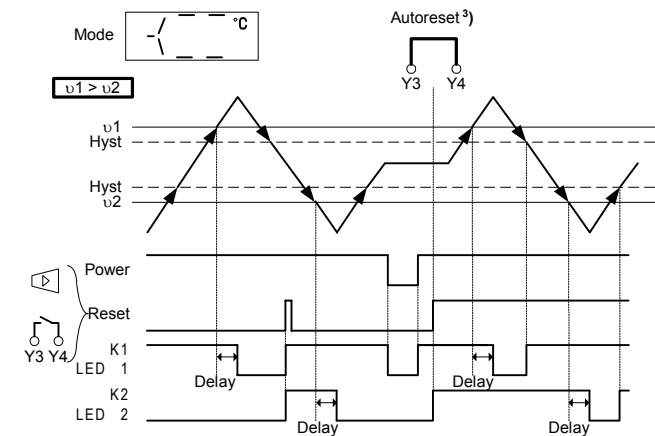 Mode
°C
Autoreset ³⁾
Y3 Y4
υ1 > υ2
υ1
Hyst
Hyst
υ2
Power
Reset
Y3 Y4
K1
LED 1
Delay
Delay
K2
LED 2
Delay
Delay